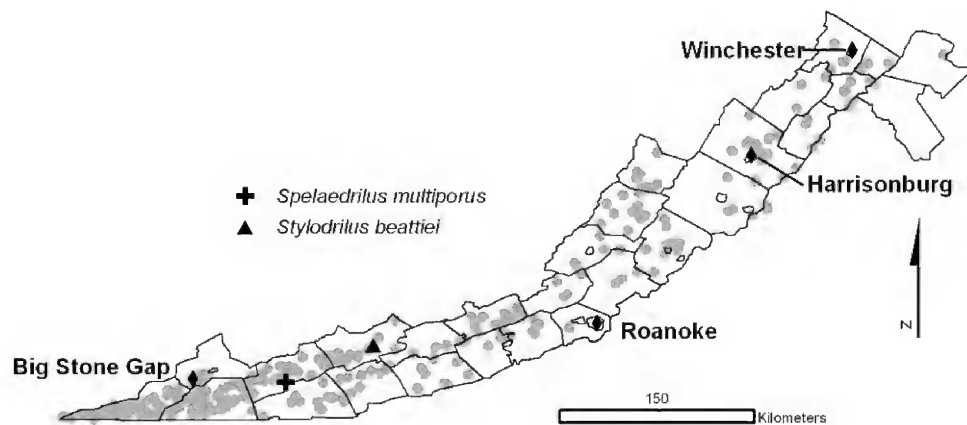 Winchester
Spelaedrilus multiporus
Stylodrilus beattiei
Harrisonburg
N
Roanoke
Big Stone Gap
150
Kilometers